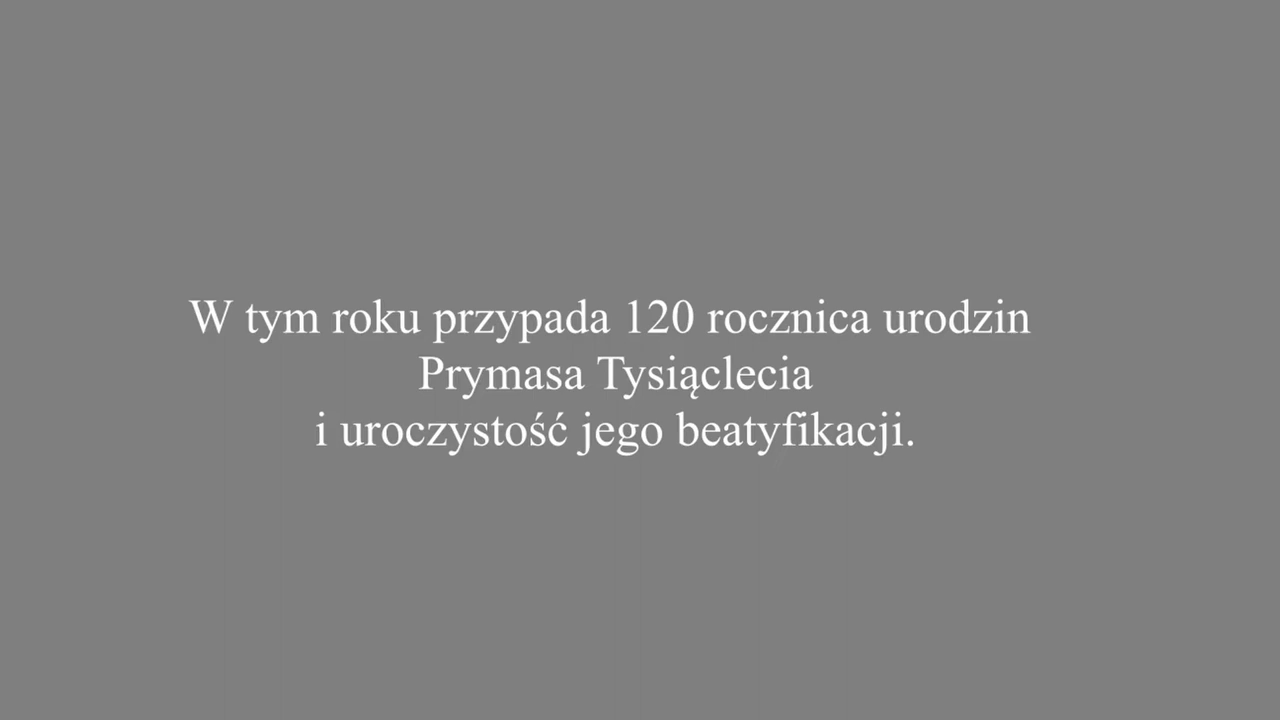 W tym roku przypada 120 rocznica urodzin
Prymasa Tysiąclecia
i uroczystość jego beatyfikacji.